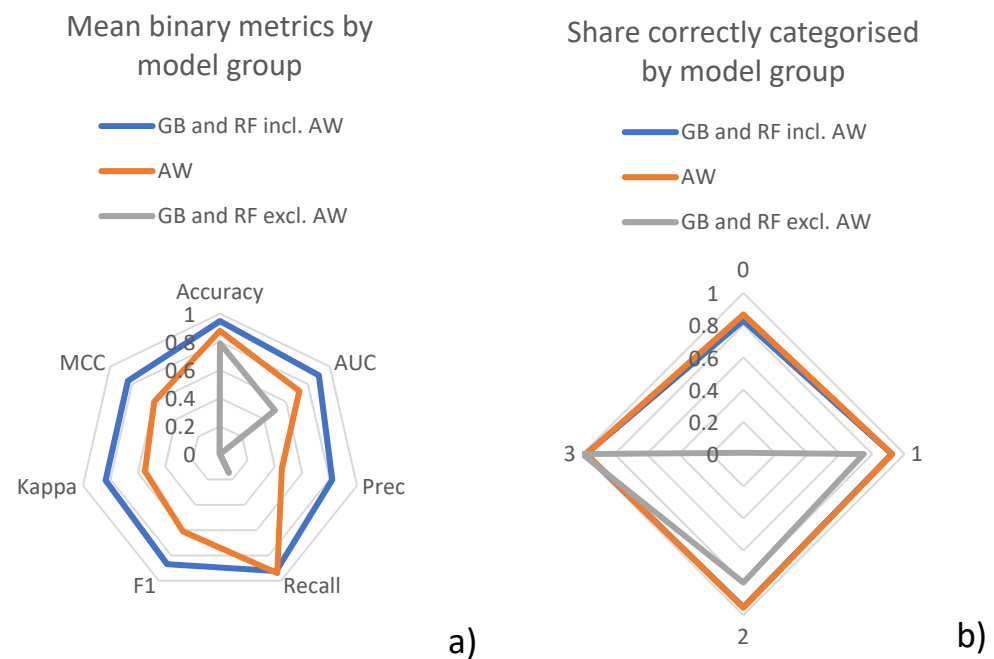 Mean binary metrics by
model group
GB and RF incl. AW
AW
GB and RF excl. AW
Accuracy
1
0.8
0.6
0.4
0.2
0
AUC
Prec
Recall
F1
Kappa
MCC
a)
Share correctly categorised
by model group
GB and RF incl. AW
AW
GB and RF excl. AW
0
1
0.8
0.6
0.4
0.2
0
1
2
3
b)